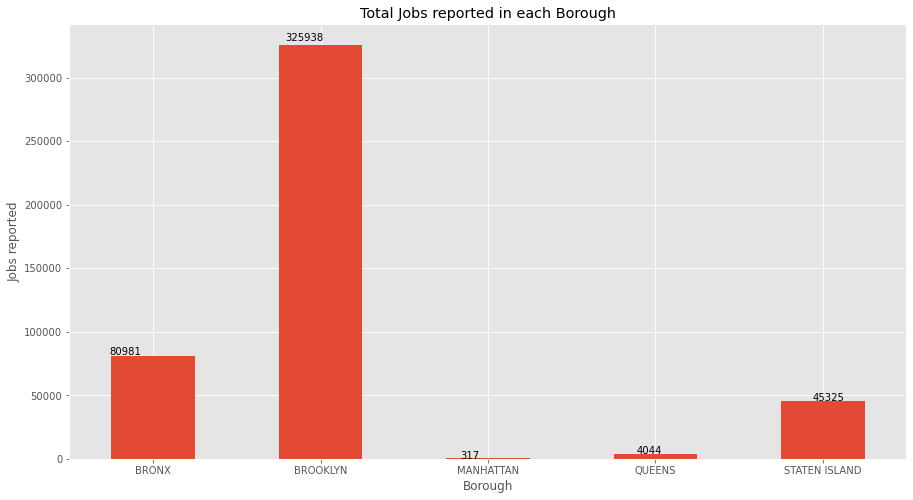 Total Jobs reported in each Borough
325938
300000
250000
200000
150000
100000
50000
0
Jobs reported
80981
317
4044
45325
BRONX
BROOKLYN
MANHATTAN
QUEENS
STATEN ISLAND
Borough